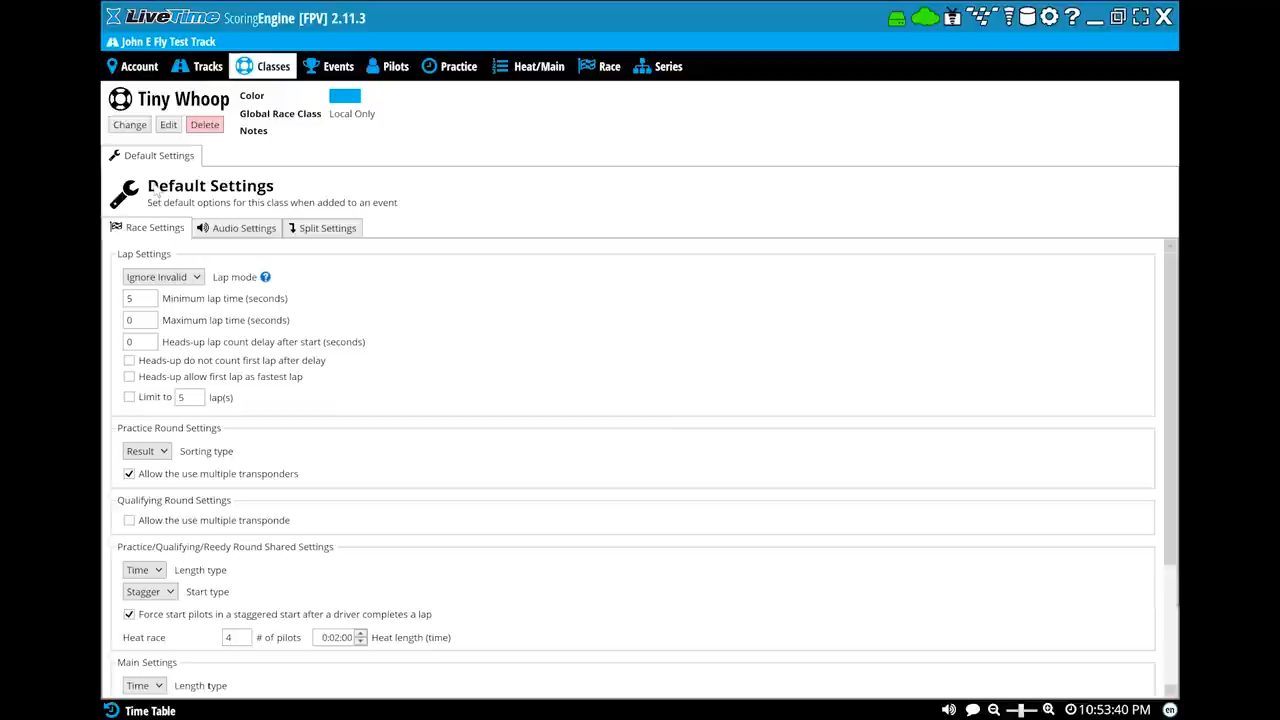 LiveTime ScoringEngine [FPV] 2.11.3
John E Fly Test Track
Account Tracks Classes Events Pilots Practice Heat/Main Race Series
Tiny Whoop
Change Edit Delete
Color
Global Race Class Local Only
Notes
Default Settings
Default Settings
Set default options for this class when added to an event
Race Settings Audio Settings Split Settings
Lap Settings
Ignore Invalid Lap mode ?
5 Minimum lap time (seconds)
0 Maximum lap time (seconds)
0 Heads-up lap count delay after start (seconds)
Heads-up do not count first lap after delay
Heads-up allow first lap as fastest lap
Limit to 5 lap(s)
Practice Round Settings
Result Sorting type
Allow the use multiple transponders
Qualifying Round Settings
Allow the use multiple transponde
Practice/Qualifying/Reedy Round Shared Settings
Time Length type
Stagger Start type
Force start pilots in a staggered start after a driver completes a lap
Heat race 4 # of pilots 0:02:00 Heat length (time)
Main Settings
Time Length type
Time Table 10:53:40 PM en